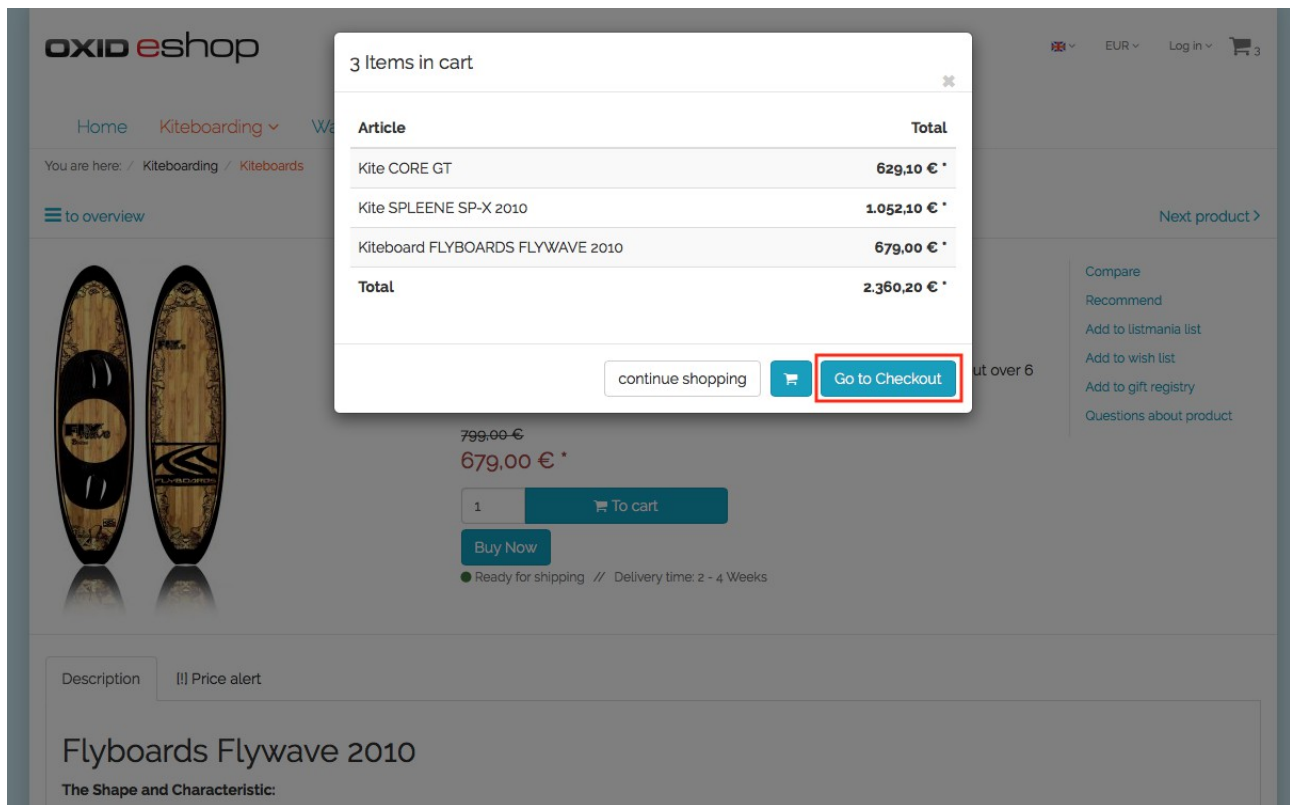 OXID eshop
EUR
Log in
3
3 Items in cart
Home
Kiteboarding
Article Total
You are here: / Kiteboarding / Kiteboards
Kite CORE GT 629,10 € *
Kite SPLEENE SP-X 2010 1.052,10 € *
to overview
Next product
Kiteboard FLYBOARDS FLYWAVE 2010 679,00 € *
Total 2.360,20 € *
Compare
Recommend
Add to listmania list
Add to wish list
Add to gift registry
Questions about product
continue shopping
Go to Checkout
ut over 6
799,00 €
679,00 € *
1
To cart
Buy Now
Ready for shipping // Delivery time: 2 - 4 Weeks
Description
[!] Price alert
Flyboards Flywave 2010
The Shape and Characteristic: